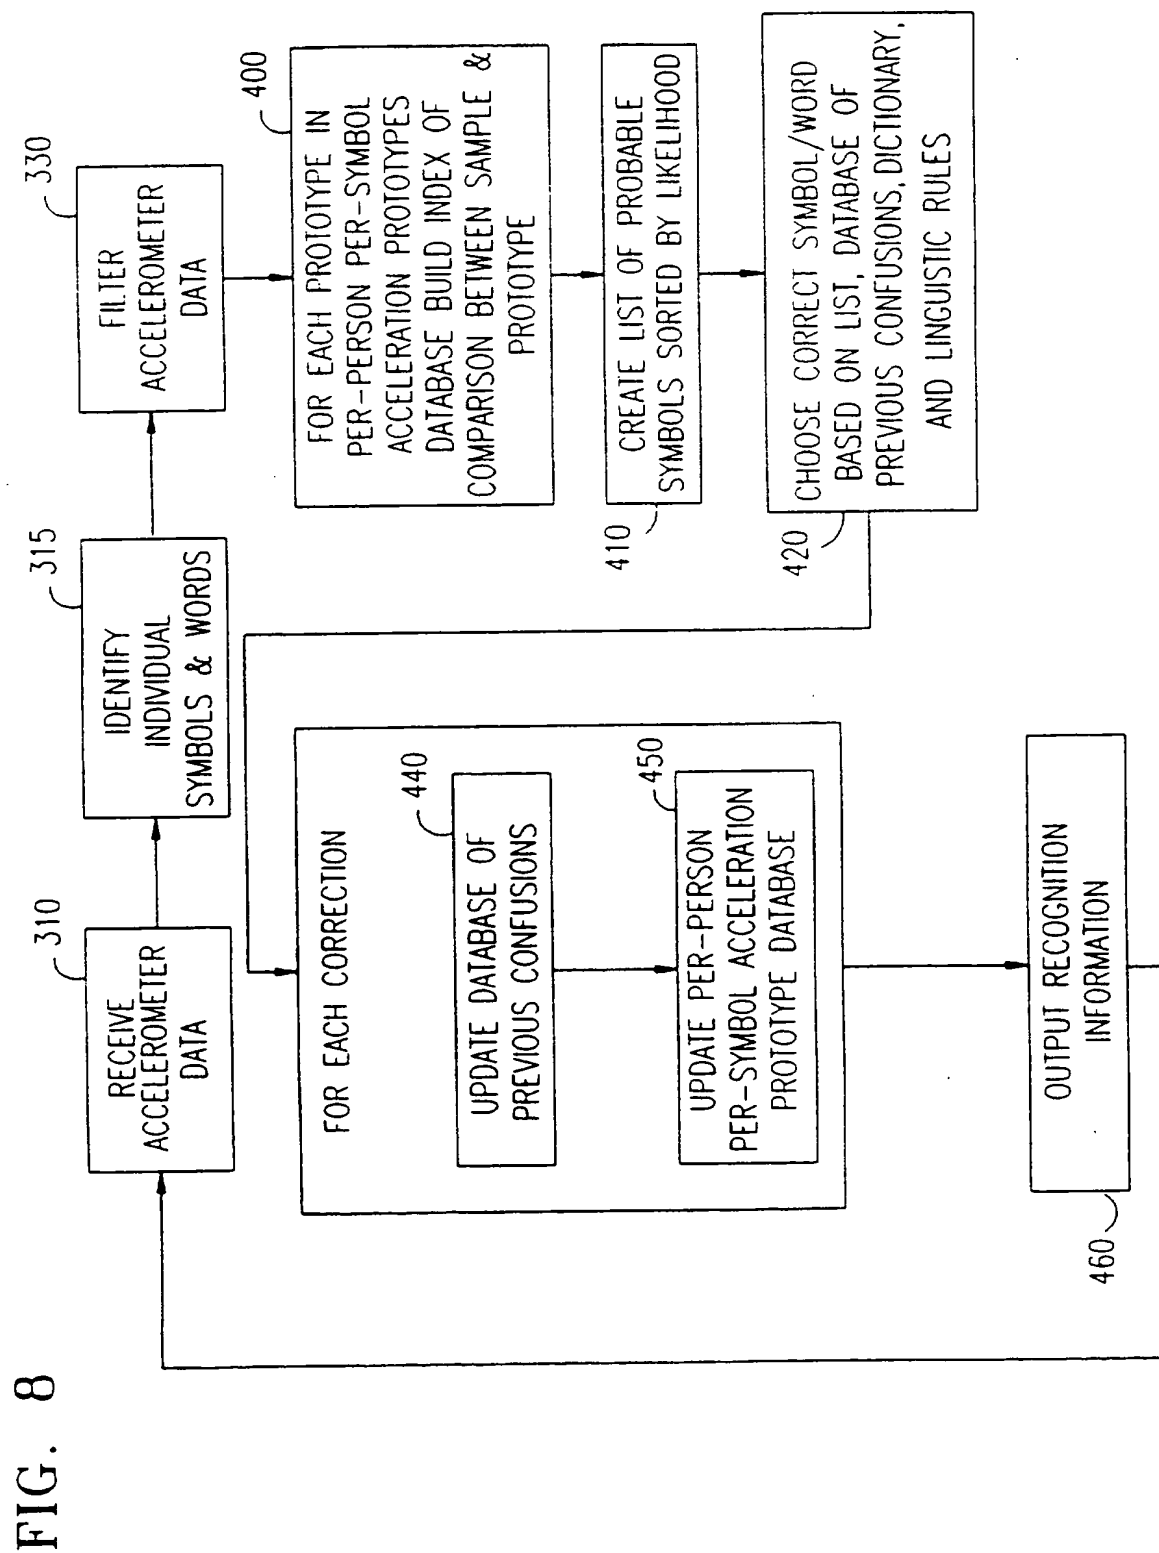 FIG. 8
310
RECEIVE
ACCELEROMETER
DATA
315
IDENTIFY
INDIVIDUAL
SYMBOLS & WORDS
330
FILTER
ACCELEROMETER
DATA
400
FOR EACH PROTOTYPE IN
PER-PERSON PER-SYMBOL
ACCELERATION PROTOTYPES
DATABASE BUILD INDEX OF
COMPARISON BETWEEN SAMPLE &
PROTOTYPE
410
CREATE LIST OF PROBABLE
SYMBOLS SORTED BY LIKELIHOOD
420
CHOOSE CORRECT SYMBOL/WORD
BASED ON LIST, DATABASE OF
PREVIOUS CONFUSIONS, DICTIONARY,
AND LINGUISTIC RULES
FOR EACH CORRECTION
440
UPDATE DATABASE OF
PREVIOUS CONFUSIONS
450
UPDATE PER-PERSON
PER-SYMBOL ACCELERATION
PROTOTYPE DATABASE
460
OUTPUT RECOGNITION
INFORMATION